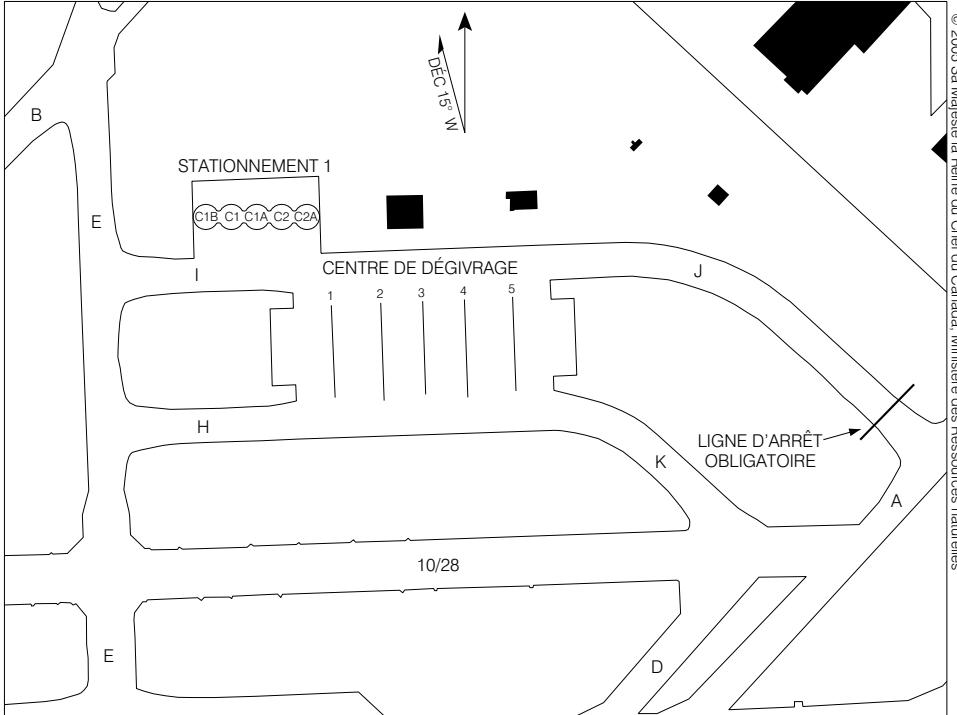 B
DÉC 15° W
STATIONNEMENT 1
C1B C1 C1A C2 C2A
E
I
CENTRE DE DÉGIVRAGE
J
1 2 3 4 5
H
LIGNE D'ARRÊT
OBLIGATOIRE
K
A
10/28
E
D
© 2005 Sa Majesté la Reine du Chef du Canada, Ministère des Ressources naturelles